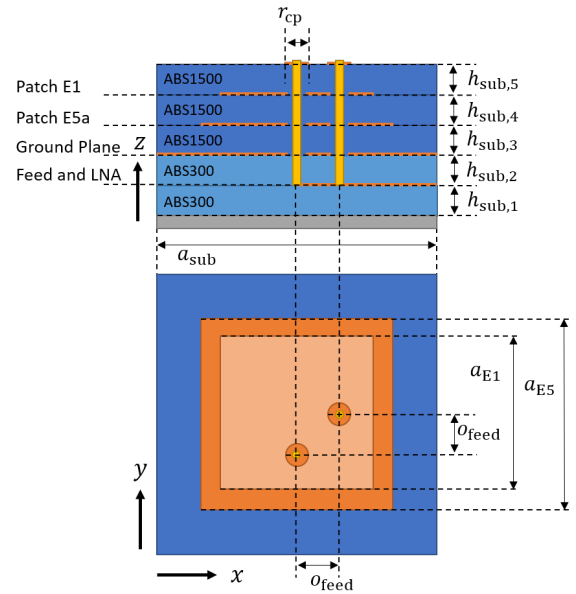 r_cp
ABS1500
h_sub,5
Patch E1
ABS1500
h_sub,4
Patch E5a
ABS1500
h_sub,3
Ground Plane
z
ABS300
h_sub,2
Feed and LNA
ABS300
h_sub,1
a_sub
a_E1
a_E5
o_feed
y
x
o_feed